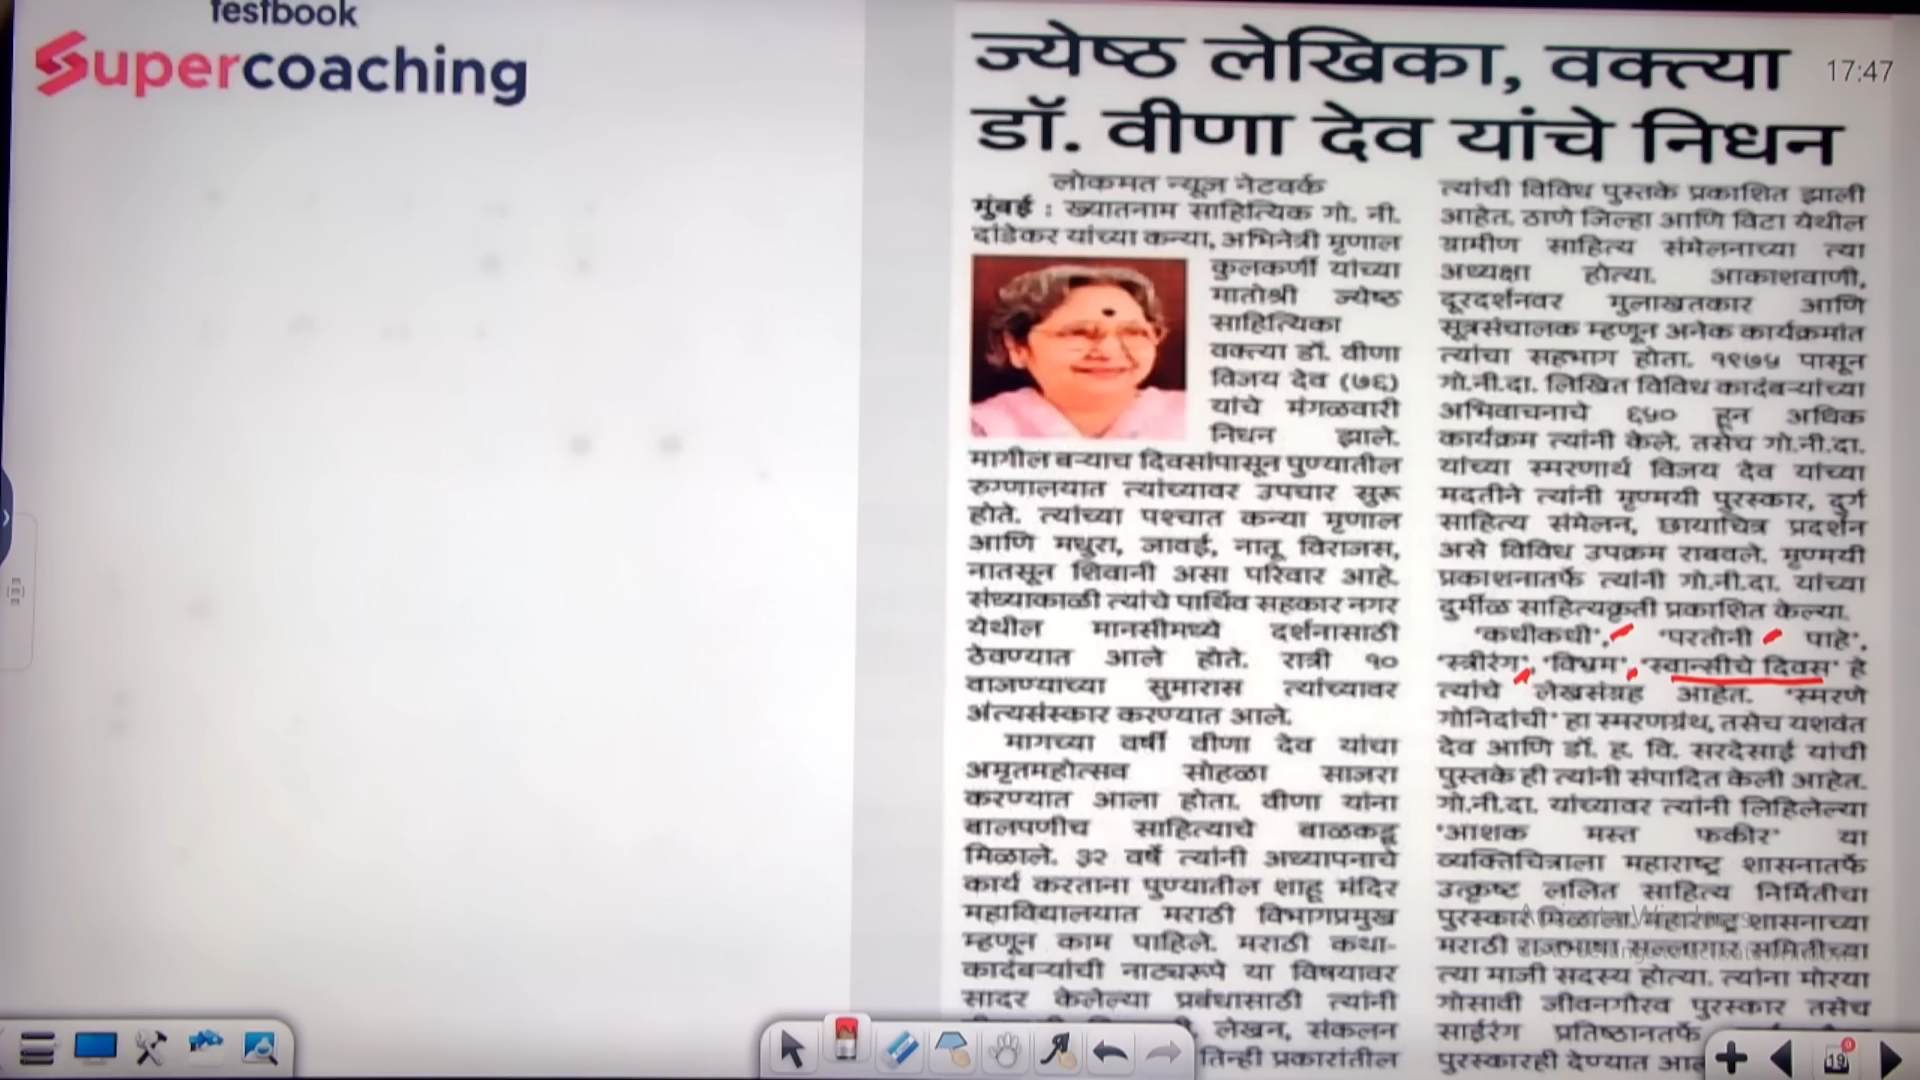 testbook
Supercoaching
17:47
ज्येष्ठ लेखिका, वक्त्या
डॉ. वीणा देव यांचे निधन
लोकमत न्यूज नेटवर्क
मुंबई : ख्यातनाम साहित्यिक गो. नी.
दांडेकर यांच्या कन्या, अभिनेत्री मृणाल
कुलकर्णी यांच्या
मातोश्री ज्येष्ठ
साहित्यिका
वक्त्या डॉ. वीणा
विजय देव (७६)
यांचे मंगळवारी
निधन झाले.
मागील बऱ्याच दिवसांपासून पुण्यातील
रुग्णालयात त्यांच्यावर उपचार सुरू
होते. त्यांच्या पश्चात कन्या मृणाल
आणि मधुरा, जावई, नातू विराजस,
नातसून शिवानी असा परिवार आहे.
संध्याकाळी त्यांचे पार्थिव सहकार नगर
येथील मानसीमध्ये दर्शनासाठी
ठेवण्यात आले होते. रात्री १०
वाजण्याच्या सुमारास त्यांच्यावर
अंत्यसंस्कार करण्यात आले.
मागच्या वर्षी वीणा देव यांचा
अमृतमहोत्सव सोहळा साजरा
करण्यात आला होता. वीणा यांना
बालपणीच साहित्याचे बाळकडू
मिळाले. ३२ वर्षे त्यांनी अध्यापनाचे
कार्य करताना पुण्यातील शाहू मंदिर
महाविद्यालयात मराठी विभागप्रमुख
म्हणून काम पाहिले. मराठी कथा-
कादंबऱ्यांची नाट्यरूपे या विषयावर
सादर केलेल्या प्रबंधासाठी त्यांनी
लेखन, संकलन
तिन्ही प्रकारांतील
त्यांची विविध पुस्तके प्रकाशित झाली
आहेत. ठाणे जिल्हा आणि विटा येथील
ग्रामीण साहित्य संमेलनाच्या त्या
अध्यक्षा होत्या. आकाशवाणी,
दूरदर्शनवर मुलाखतकार आणि
सूत्रसंचालक म्हणून अनेक कार्यक्रमांत
त्यांचा सहभाग होता. १९७५ पासून
गो.नी.दा. लिखित विविध कादंबऱ्यांच्या
अभिवाचनाचे ६५० हून अधिक
कार्यक्रम त्यांनी केले. तसेच गो.नी.दा.
यांच्या स्मरणार्थ विजय देव यांच्या
मदतीने त्यांनी मृण्मयी पुरस्कार, दुर्ग
साहित्य संमेलन, छायाचित्र प्रदर्शन
असे विविध उपक्रम राबवले. मृण्मयी
प्रकाशनातर्फे त्यांनी गो.नी.दा. यांच्या
दुर्मीळ साहित्यकृती प्रकाशित केल्या.
'कधीकधी', 'परतोनी पाहे',
'स्त्रीरंग', 'विभ्रम', 'स्वान्सीचे दिवस' हे
त्यांचे लेखसंग्रह आहेत. 'स्मरणे
गोनिदांची' हा स्मरणग्रंथ, तसेच यशवंत
देव आणि डॉ. ह. वि. सरदेसाई यांची
पुस्तके ही त्यांनी संपादित केली आहेत.
गो.नी.दा. यांच्यावर त्यांनी लिहिलेल्या
'आशक मस्त फकीर' या
व्यक्तिचित्राला महाराष्ट्र शासनातर्फे
उत्कृष्ट ललित साहित्य निर्मितीचा
पुरस्कार मिळाला. महाराष्ट्र शासनाच्या
मराठी राजभाषा सल्लागार समितीच्या
त्या माजी सदस्य होत्या. त्यांना मोरया
गोसावी जीवनगौरव पुरस्कार तसेच
साईरंग प्रतिष्ठानतर्फे
पुरस्कारही देण्यात
19